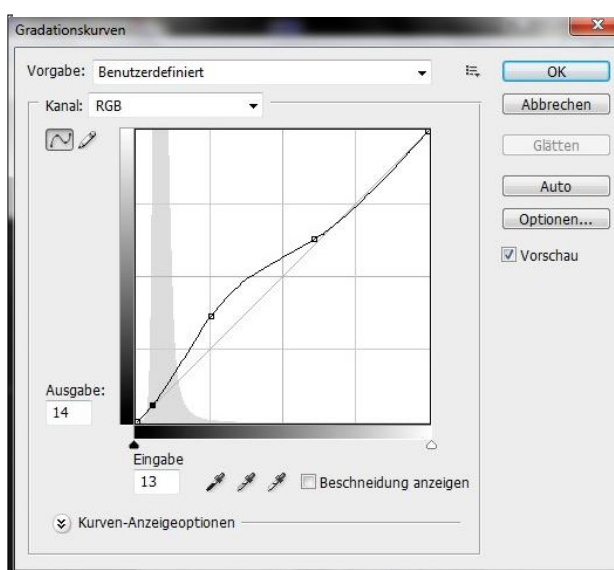 Gradationskurven
Vorgabe: Benutzerdefiniert
OK
Kanal: RGB
Abbrechen
Glätten
Auto
Optionen...
Vorschau
Ausgabe:
14
Eingabe
13
Beschneidung anzeigen
Kurven-Anzeigeoptionen